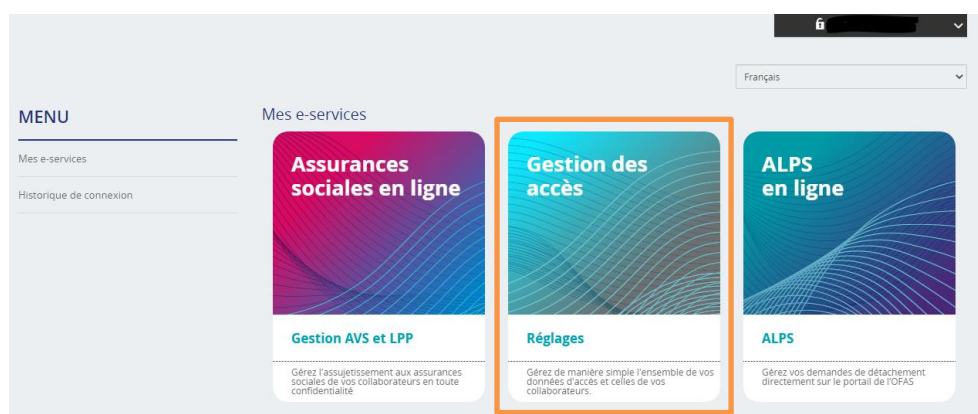 Français
MENU
Mes e-services
Historique de connexion
Mes e-services
Assurances
sociales en ligne
Gestion AVS et LPP
Gérez l'assujetissement aux assurances
sociales de vos collaborateurs en toute
confidentialité
Gestion des
accès
Réglages
Gérez de manière simple l'ensemble de vos
données d'accès et celles de vos
collaborateurs.
ALPS
en ligne
ALPS
Gérez vos demandes de détachement
directement sur le portail de l'OFAS